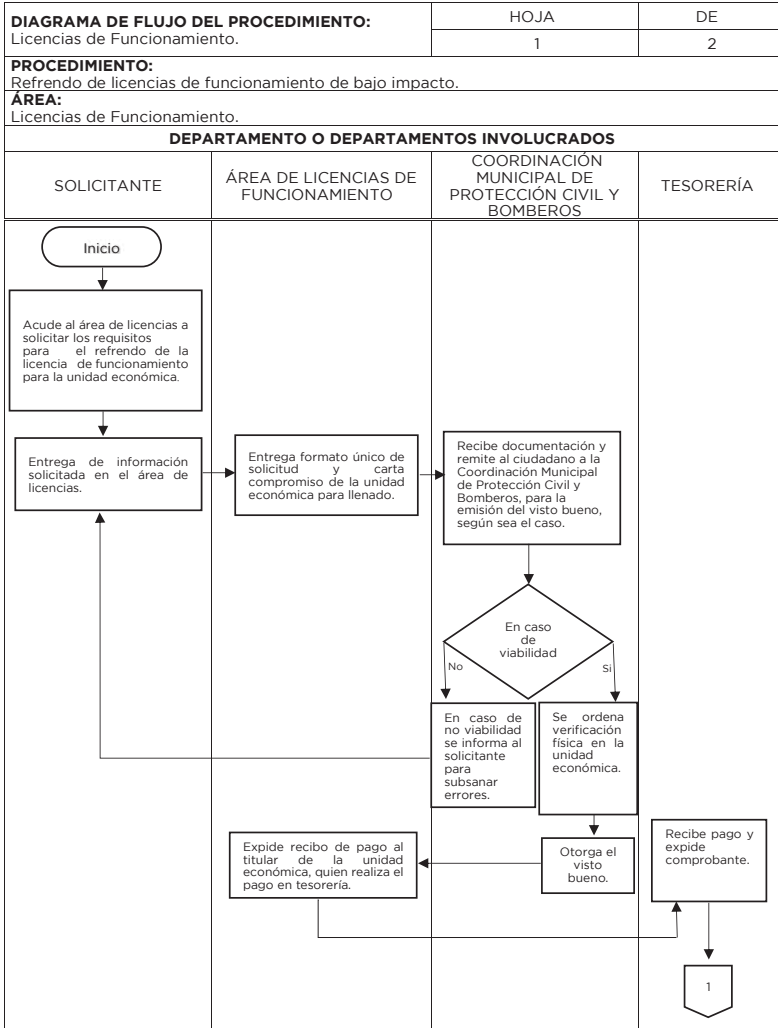 DIAGRAMA DE FLUJO DEL PROCEDIMIENTO:
Licencias de Funcionamiento.
HOJA
DE
1
2
PROCEDIMIENTO:
Refrendo de licencias de funcionamiento de bajo impacto.
ÁREA:
Licencias de Funcionamiento.
DEPARTAMENTO O DEPARTAMENTOS INVOLUCRADOS
SOLICITANTE
ÁREA DE LICENCIAS DE
FUNCIONAMIENTO
COORDINACIÓN
MUNICIPAL DE
PROTECCIÓN CIVIL Y
BOMBEROS
TESORERÍA
Inicio
Acude al área de licencias a
solicitar los requisitos
para el refrendo de la
licencia de funcionamiento
para la unidad económica.
Entrega de información
solicitada en el área de
licencias.
Entrega formato único de
solicitud y carta
compromiso de la unidad
económica para llenado.
Recibe documentación y
remite al ciudadano a la
Coordinación Municipal
de Protección Civil y
Bomberos, para la
emisión del visto bueno,
según sea el caso.
En caso
de
viabilidad
No
Si
En caso de
no viabilidad
se informa al
solicitante
para
subsanar
errores.
Se ordena
verificación
física en la
unidad
económica.
Otorga el
visto
bueno.
Expide recibo de pago al
titular de la unidad
económica, quien realiza el
pago en tesorería.
Recibe pago y
expide
comprobante.
1